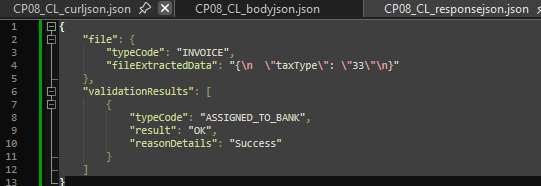 CP08_CL_curljson.json CP08_CL_bodyjson.json CP08_CL_responsejson.json
1 {
2 "file": {
3 "typeCode": "INVOICE",
4 "fileExtractedData": "{\n  \"taxType\": \"33\"\n}"
5 },
6 "validationResults": [
7 {
8 "typeCode": "ASSIGNED_TO_BANK",
9 "result": "OK",
10 "reasonDetails": "Success"
11 }
12 ]
13 }